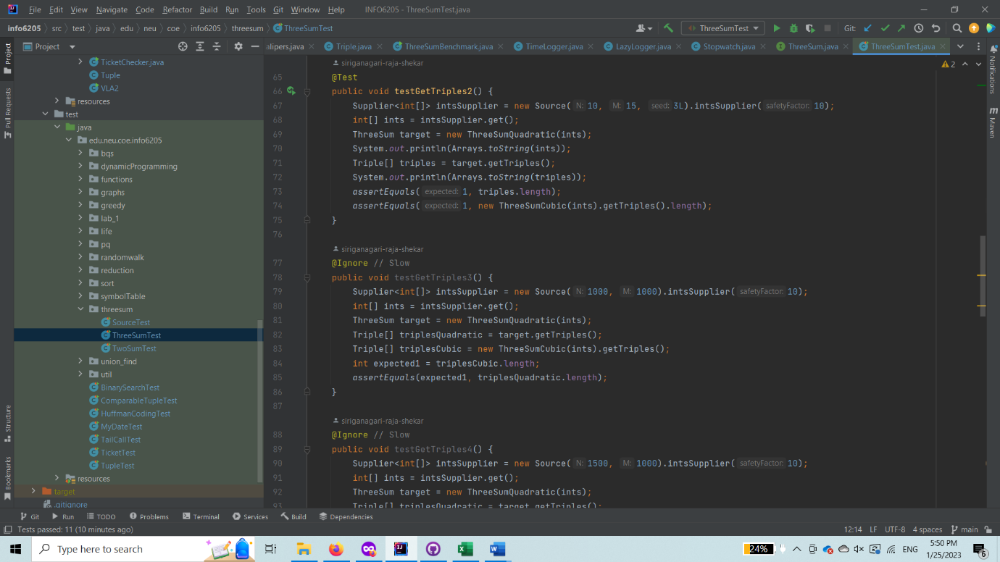 File Edit View Navigate Code Refactor Build Run Tools Git Window Help INFO6205 - ThreeSumTest.java
info6205 > src > test > java > edu > neu > coe > info6205 > threesum > ThreeSumTest ThreeSumTest Git:
Project
Pull Requests
Structure
Bookmarks
Project
TicketChecker.java
Tuple
VLA2
resources
test
java
edu.neu.coe.info6205
bqs
dynamicProgramming
functions
graphs
greedy
lab_1
life
pq
randomwalk
reduction
sort
symbolTable
threesum
SourceTest
ThreeSumTest
TwoSumTest
union_find
util
BinarySearchTest
ComparableTupleTest
HuffmanCodingTest
MyDateTest
TailCallTest
TicketTest
TupleTest
resources
target
.gitignore
alipers.java Triple.java ThreeSumBenchmark.java TimeLogger.java LazyLogger.java Stopwatch.java ThreeSum.java ThreeSumTest.java
siriganagari-raja-shekar 2
65 @Test
66 public void testGetTriples2() {
67 Supplier<int[]> intsSupplier = new Source( N: 10, M: 15, seed: 3L).intsSupplier( safetyFactor: 10);
68 int[] ints = intsSupplier.get();
69 ThreeSum target = new ThreeSumQuadratic(ints);
70 System.out.println(Arrays.toString(ints));
71 Triple[] triples = target.getTriples();
72 System.out.println(Arrays.toString(triples));
73 assertEquals( expected: 1, triples.length);
74 assertEquals( expected: 1, new ThreeSumCubic(ints).getTriples().length);
75 }
76
siriganagari-raja-shekar
77 @Ignore // Slow
78 public void testGetTriples3() {
79 Supplier<int[]> intsSupplier = new Source( N: 1000, M: 1000).intsSupplier( safetyFactor: 10);
80 int[] ints = intsSupplier.get();
81 ThreeSum target = new ThreeSumQuadratic(ints);
82 Triple[] triplesQuadratic = target.getTriples();
83 Triple[] triplesCubic = new ThreeSumCubic(ints).getTriples();
84 int expected1 = triplesCubic.length;
85 assertEquals(expected1, triplesQuadratic.length);
86 }
87
siriganagari-raja-shekar
88 @Ignore // Slow
89 public void testGetTriples4() {
90 Supplier<int[]> intsSupplier = new Source( N: 1500, M: 1000).intsSupplier( safetyFactor: 10);
91 int[] ints = intsSupplier.get();
92 ThreeSum target = new ThreeSumQuadratic(ints);
93 Triple[] triplesQuadratic = target.getTriples();
Notifications
Maven
Git Run TODO Problems Terminal Services Build Dependencies
Tests passed: 11 (10 minutes ago) 12:14 LF UTF-8 4 spaces main
Type here to search 24% ENG 5:50 PM
1/25/2023 6